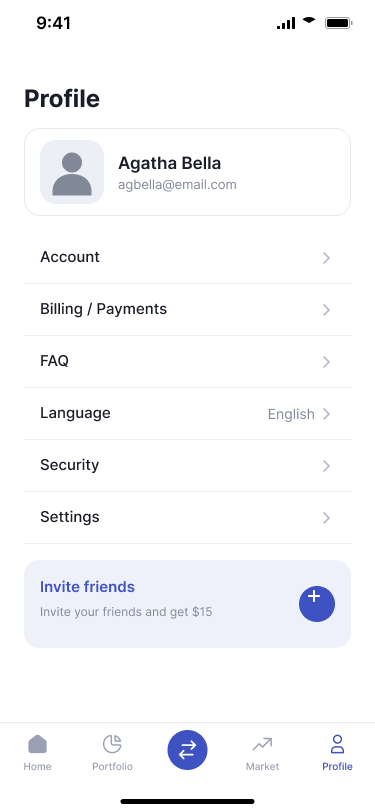 9:41
Profile
Agatha Bella
agbella@email.com
Account
Billing / Payments
FAQ
Language English
Security
Settings
Invite friends
Invite your friends and get $15
Home Portfolio Market Profile